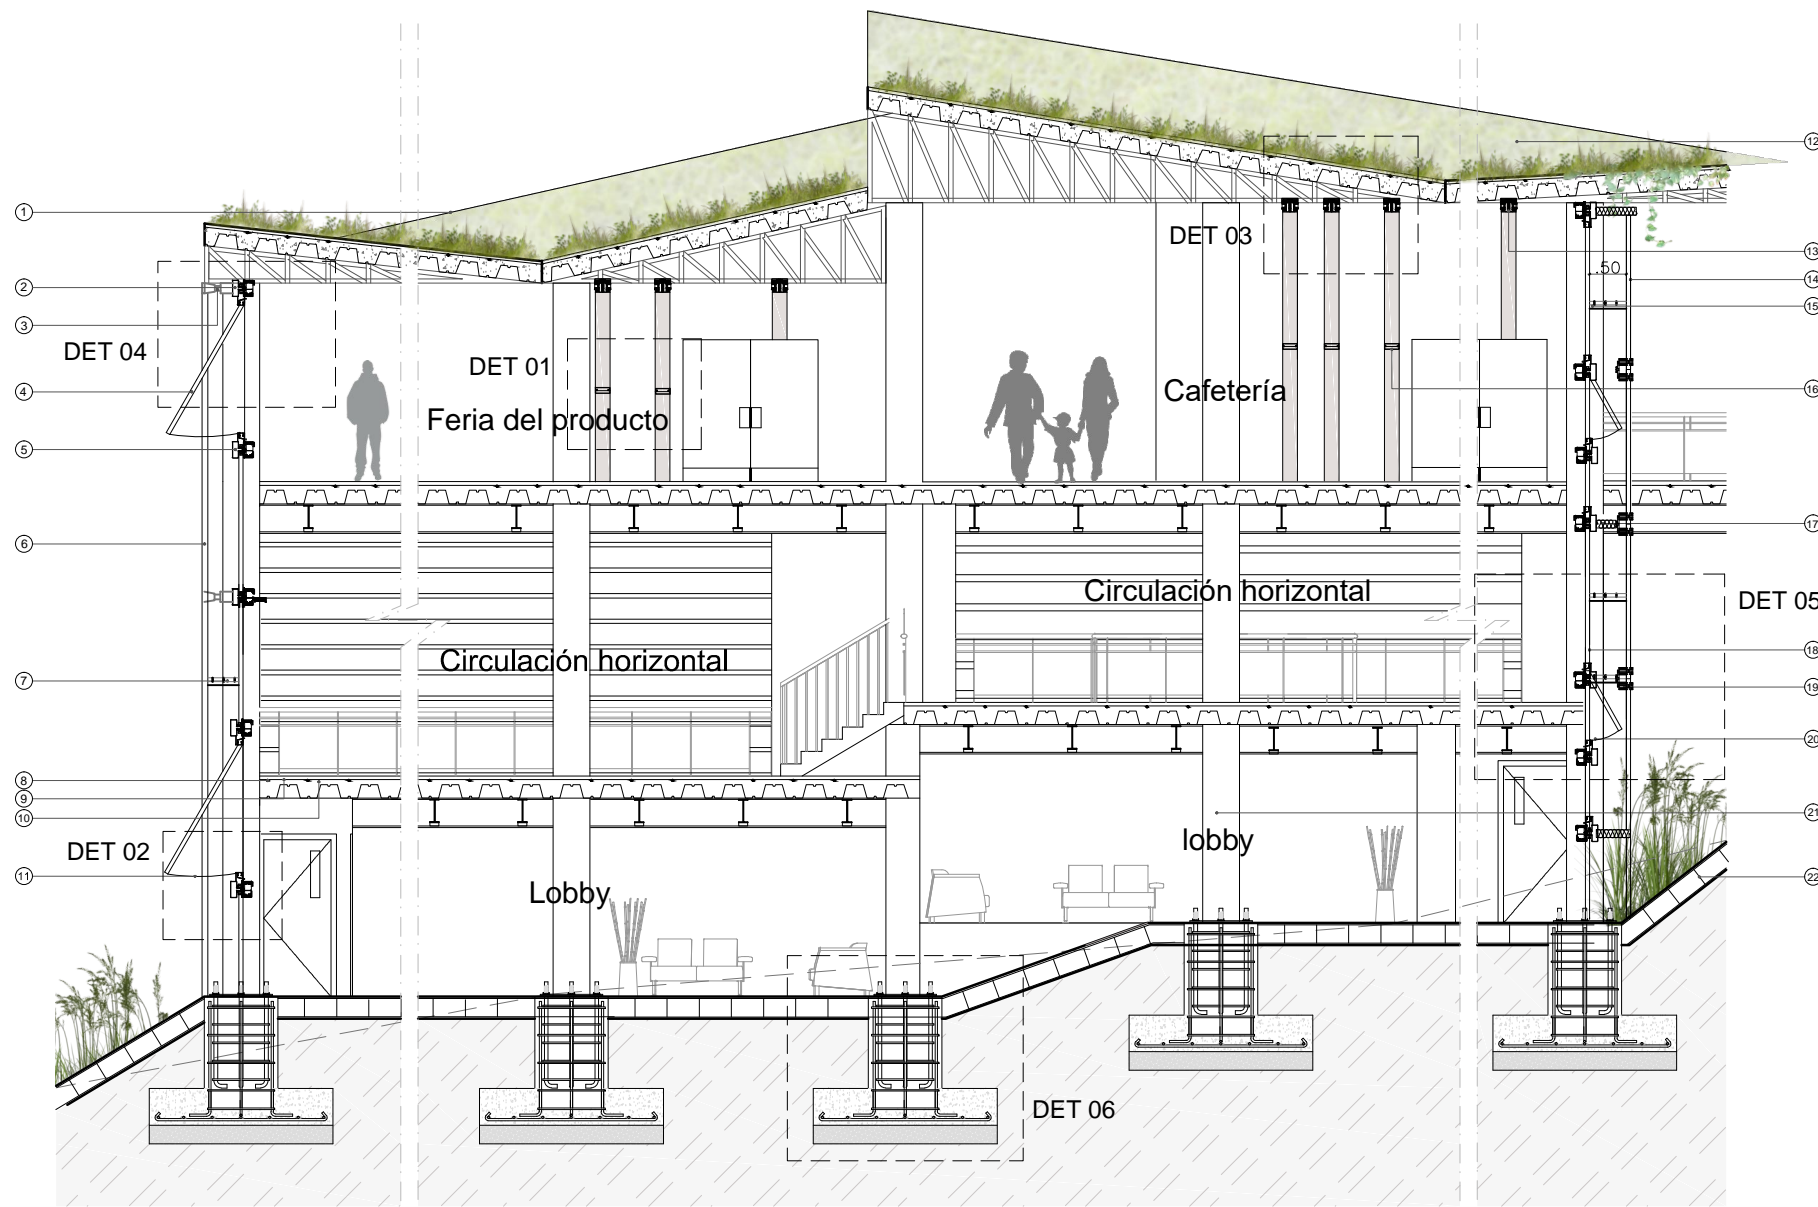 1
2
3
DET 04
4
5
6
7
8
9
10
DET 02
11
DET 01
Feria del producto
Circulación horizontal
Lobby
DET 03
Cafetería
Circulación horizontal
lobby
DET 06
.50
12
13
14
15
16
17
DET 05
18
19
20
21
22